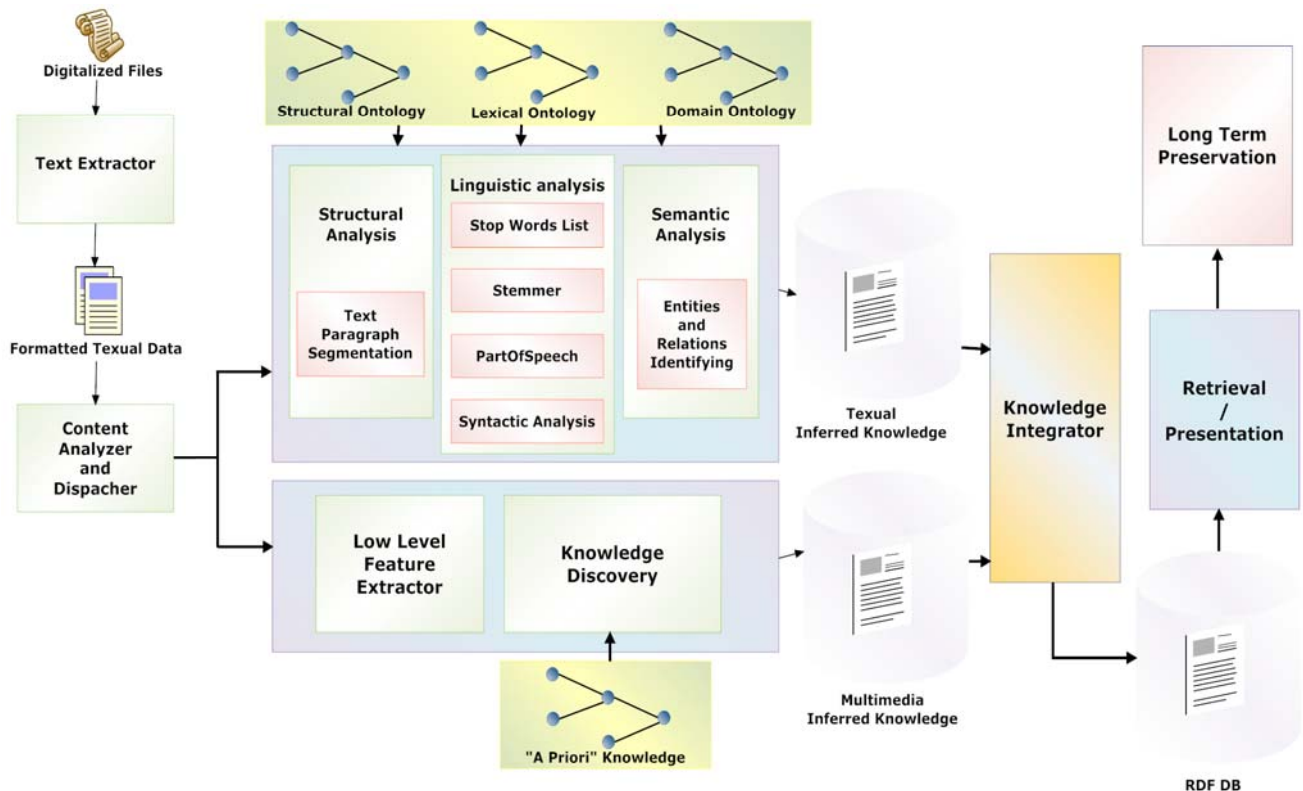 Digitalized Files
Text Extractor
Formatted Texual Data
Content
Analyzer
and
Dispacher
Structural Ontology
Lexical Ontology
Domain Ontology
Structural
Analysis
Text
Paragraph
Segmentation
Linguistic analysis
Stop Words List
Stemmer
PartOfSpeech
Syntactic Analysis
Semantic
Analysis
Entities
and
Relations
Identifying
Low Level
Feature
Extractor
Knowledge
Discovery
"A Priori" Knowledge
Texual
Inferred Knowledge
Multimedia
Inferred Knowledge
Knowledge
Integrator
Long Term
Preservation
Retrieval
/
Presentation
RDF DB